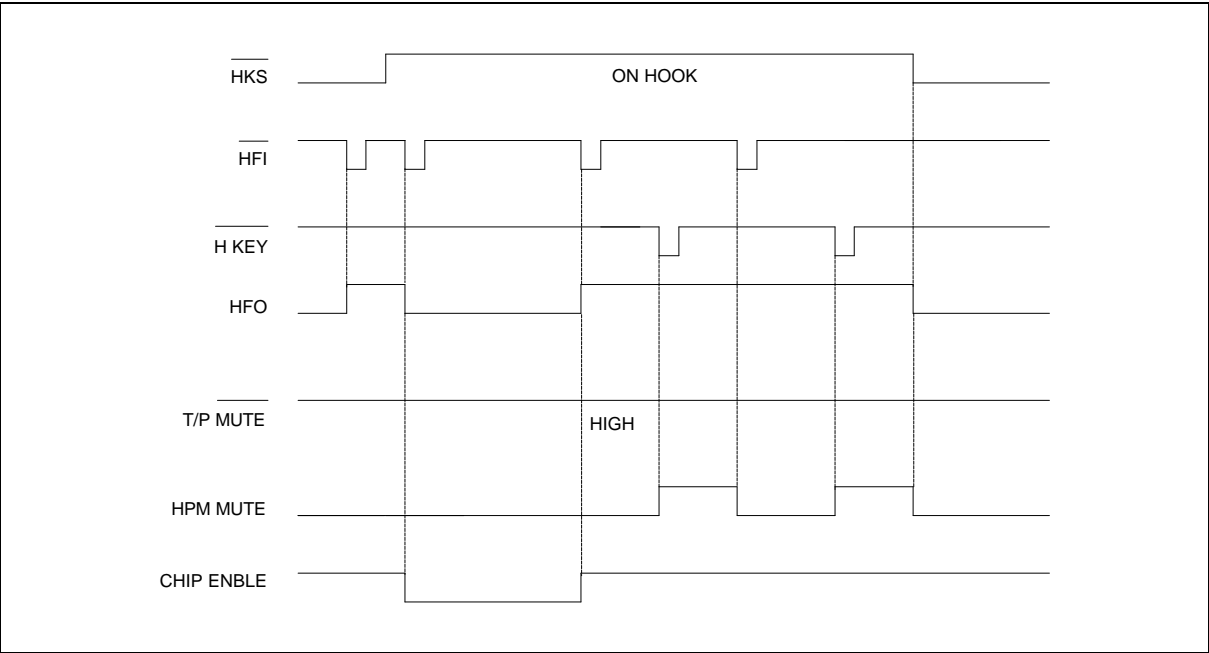 HKS
ON HOOK
HFI
H KEY
HFO
T/P MUTE
HIGH
HPM MUTE
CHIP ENBLE